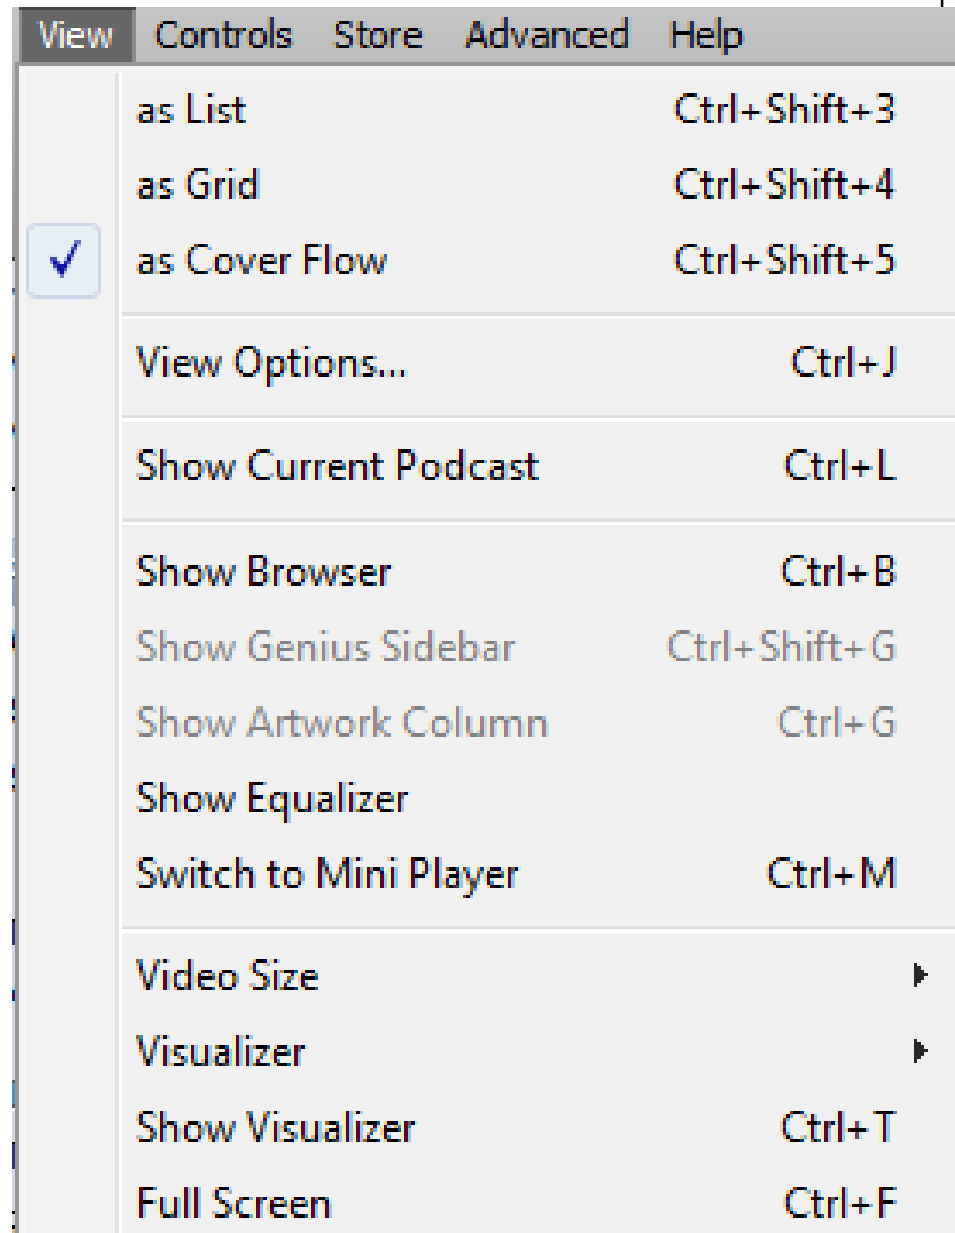 View Controls Store Advanced Help
as List Ctrl+Shift+3
as Grid Ctrl+Shift+4
as Cover Flow Ctrl+Shift+5
View Options... Ctrl+J
Show Current Podcast Ctrl+L
Show Browser Ctrl+B
Show Genius Sidebar Ctrl+Shift+G
Show Artwork Column Ctrl+G
Show Equalizer
Switch to Mini Player Ctrl+M
Video Size
Visualizer
Show Visualizer Ctrl+T
Full Screen Ctrl+F